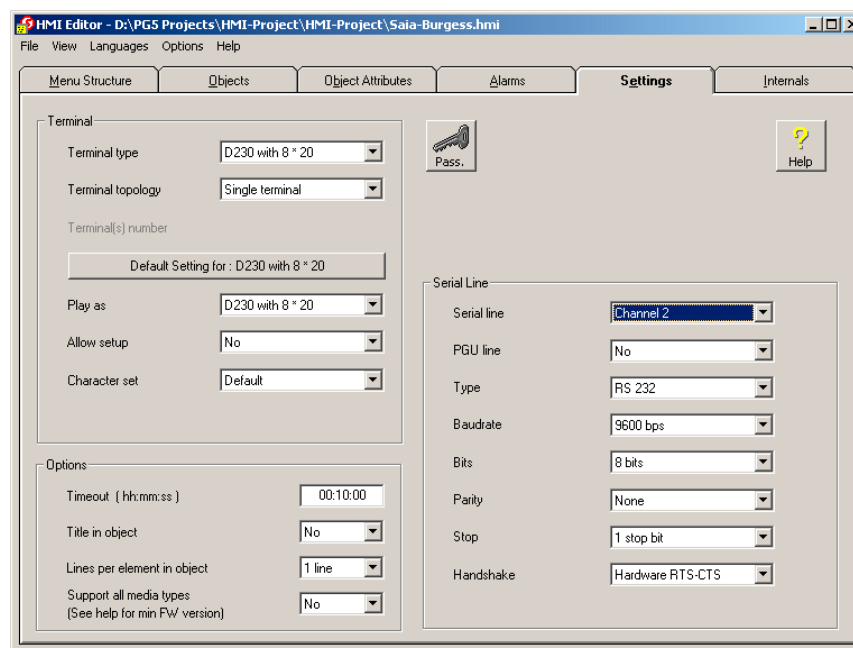 HMI Editor - D:\PG5 Projects\HMI-Project\HMI-Project\Saia-Burgess.hmi
File View Languages Options Help
Menu Structure Objects Object Attributes Alarms Settings Internals
Terminal
Terminal type D230 with 8 * 20
Terminal topology Single terminal
Terminal(s) number
Default Setting for : D230 with 8 * 20
Play as D230 with 8 * 20
Allow setup No
Character set Default
Options
Timeout ( hh:mm:ss ) 00:10:00
Title in object No
Lines per element in object 1 line
Support all media types
(See help for min FW version) No
Pass.
Help
Serial Line
Serial line Channel 2
PGU line No
Type RS 232
Baudrate 9600 bps
Bits 8 bits
Parity None
Stop 1 stop bit
Handshake Hardware RTS-CTS